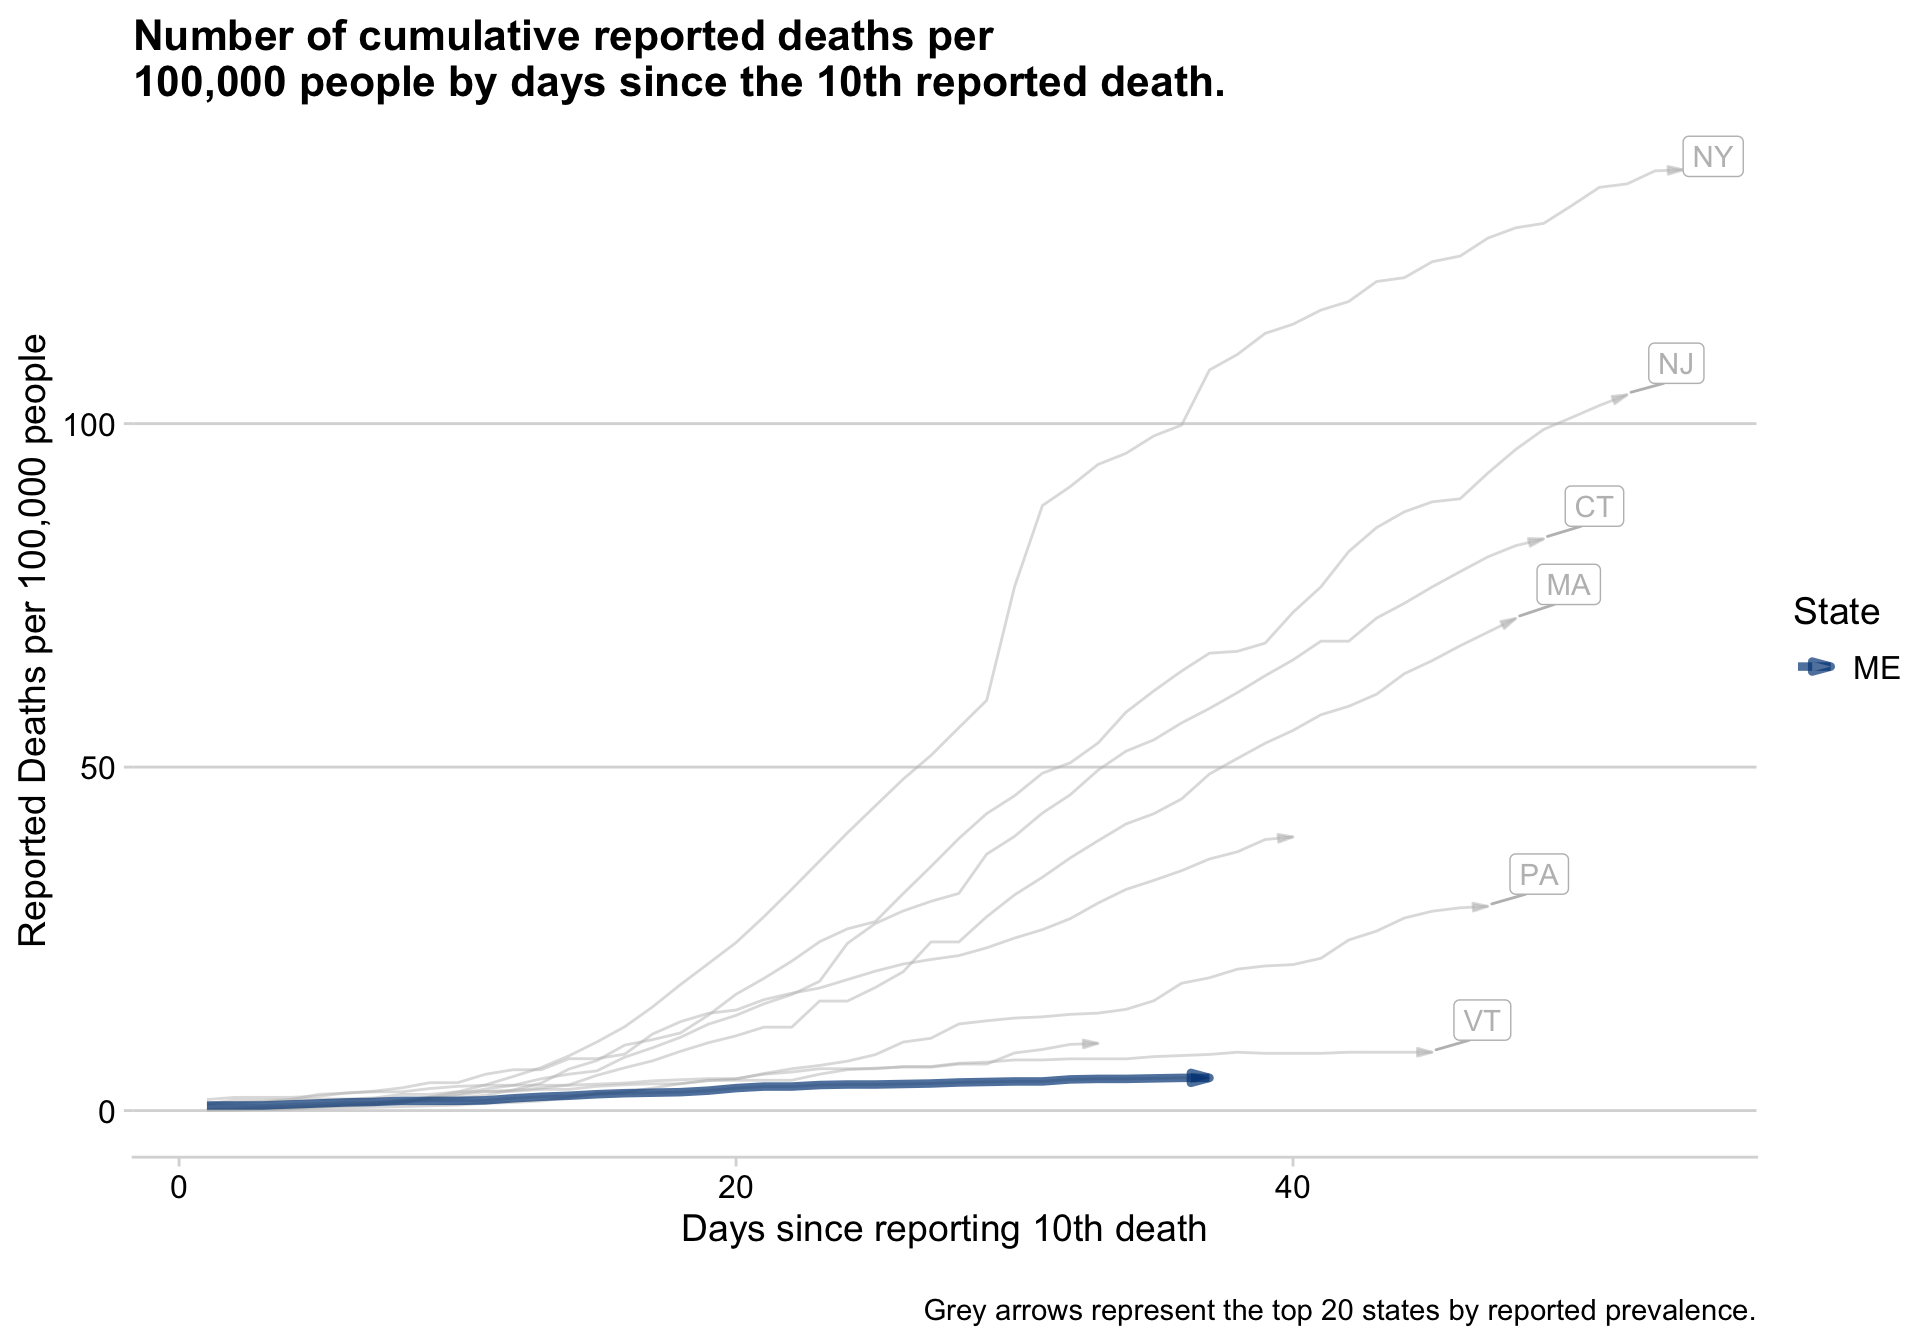 Number of cumulative reported deaths per
100,000 people by days since the 10th reported death.
NY
NJ
100
CT
MA
State
ME
50
PA
VT
0
Reported Deaths per 100,000 people
0 20 40
Days since reporting 10th death
Grey arrows represent the top 20 states by reported prevalence.